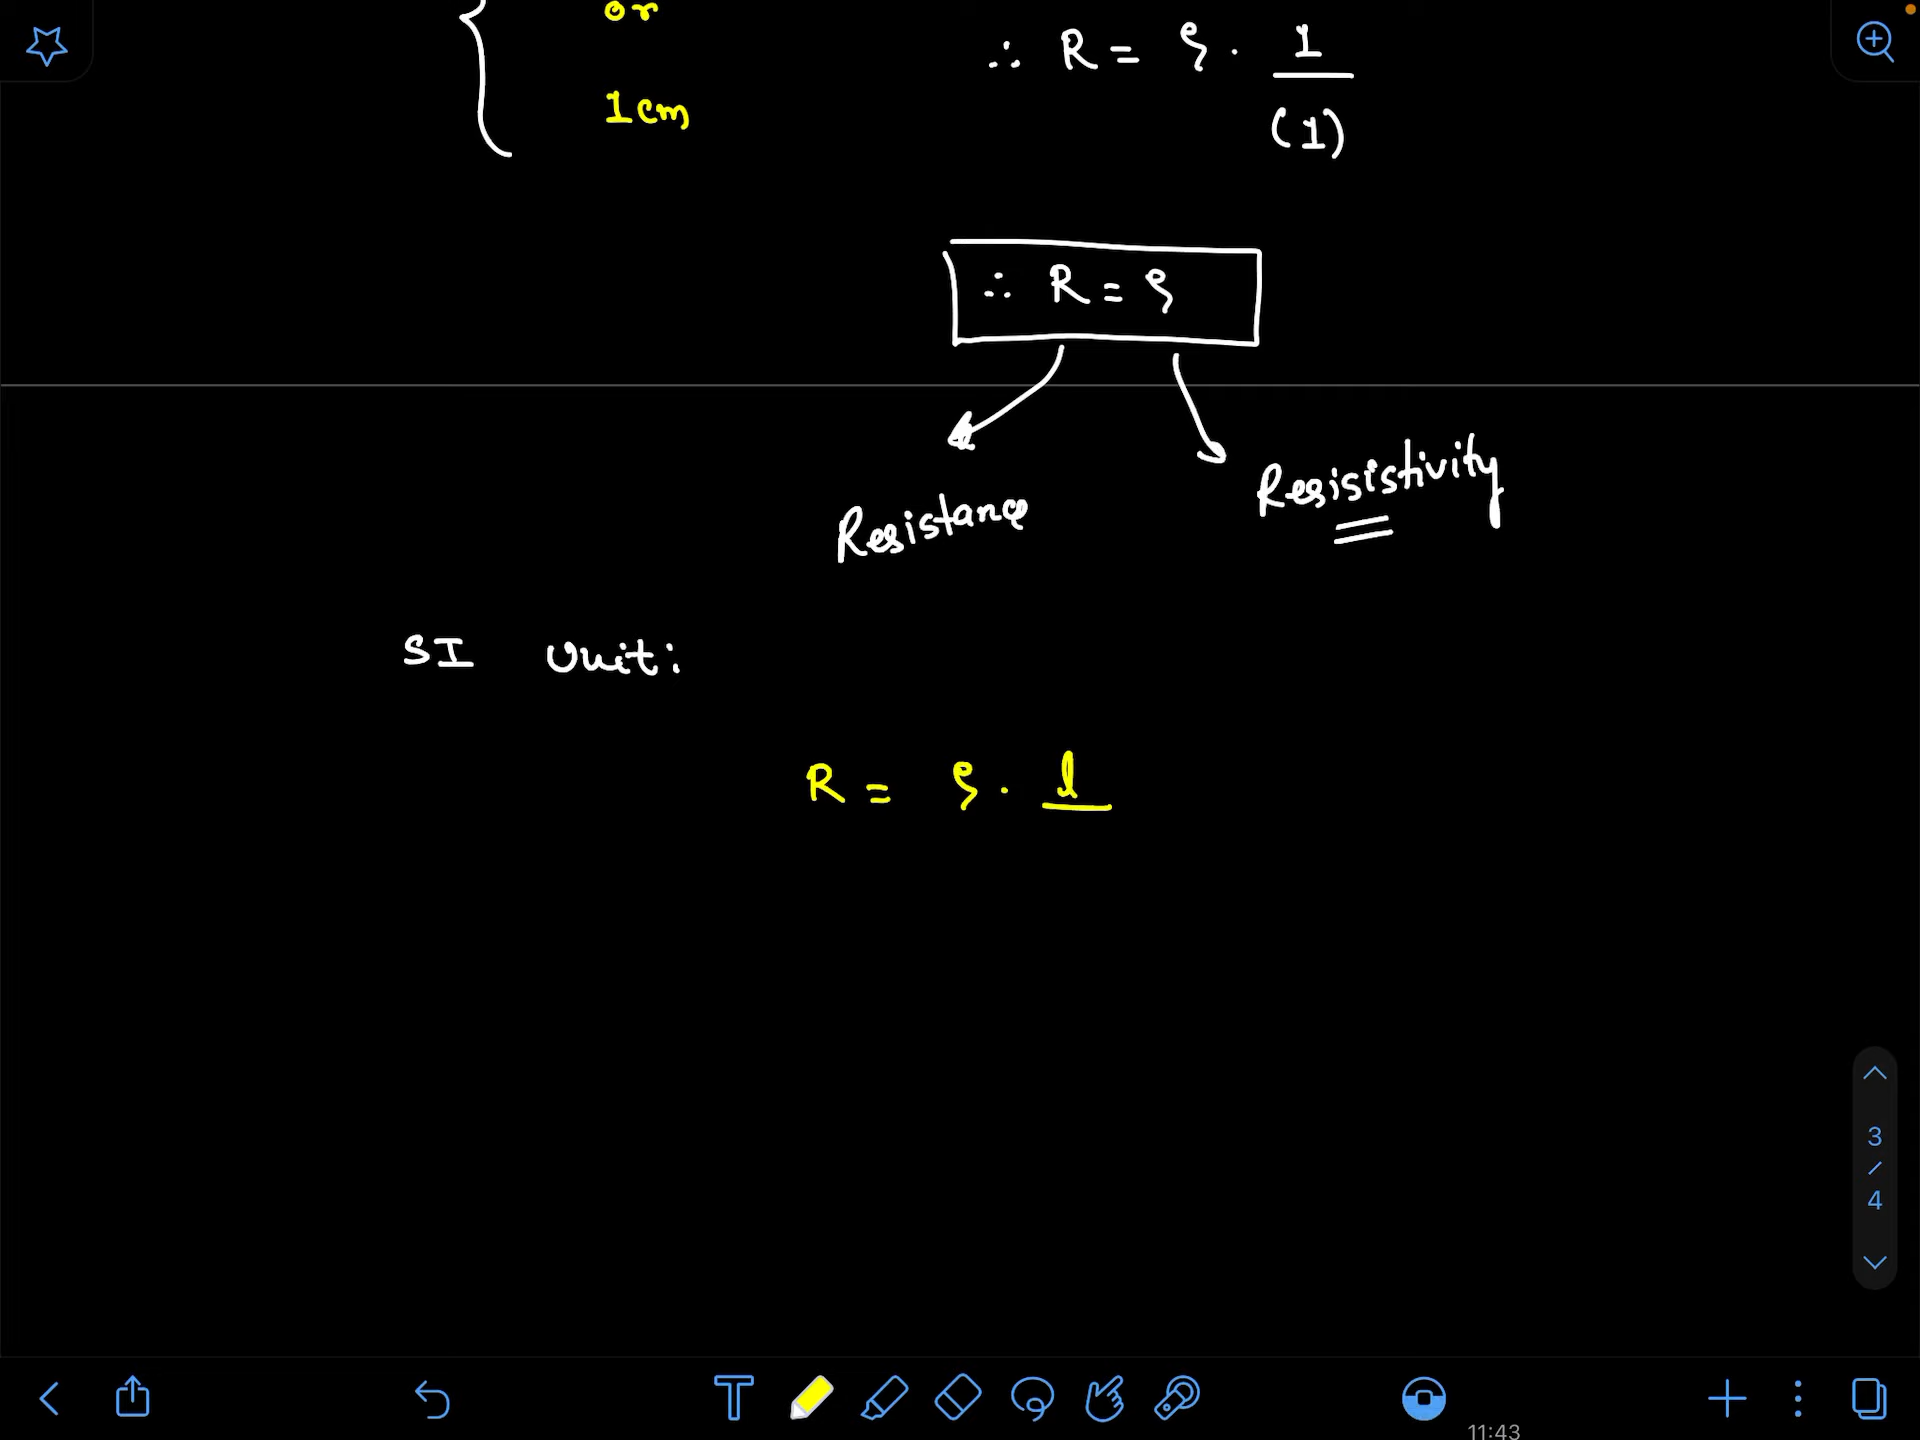 or
1cm
∴ R = ρ . 1
(1)
∴ R = ρ
Resistance
Resisistivity
SI Unit:
R = ρ . l
3
/
4
11:43